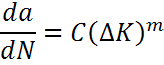 da/dN = C(ΔK)^m